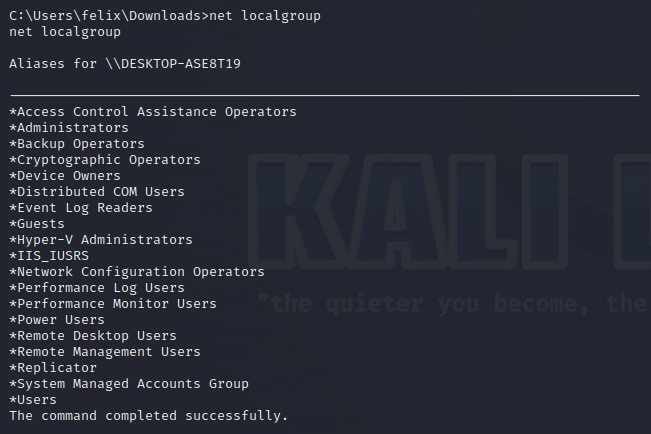 C:\Users\felix\Downloads>net localgroup
net localgroup
Aliases for \\DESKTOP-ASE8T19
-------------------------------------------------------------------------------
*Access Control Assistance Operators
*Administrators
*Backup Operators
*Cryptographic Operators
*Device Owners
*Distributed COM Users
*Event Log Readers
*Guests
*Hyper-V Administrators
*IIS_IUSRS
*Network Configuration Operators
*Performance Log Users
*Performance Monitor Users
*Power Users
*Remote Desktop Users
*Remote Management Users
*Replicator
*System Managed Accounts Group
*Users
The command completed successfully.
KALI
"the quieter you become, the